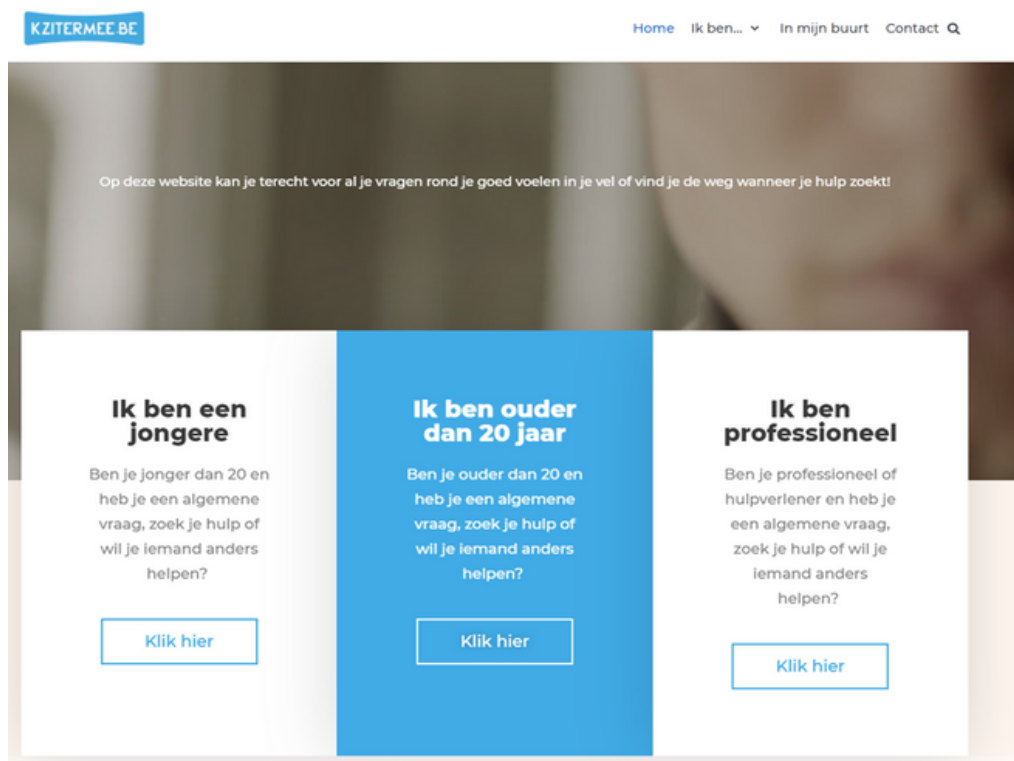 KZITERMEE.BE
Home Ik ben... In mijn buurt Contact
Op deze website kan je terecht voor al je vragen rond je goed voelen in je vel of vind je de weg wanneer je hulp zoekt!
Ik ben een
jongere
Ben je jonger dan 20 en
heb je een algemene
vraag, zoek je hulp of
wil je iemand anders
helpen?
Klik hier
Ik ben ouder
dan 20 jaar
Ben je ouder dan 20 en
heb je een algemene
vraag, zoek je hulp of
wil je iemand anders
helpen?
Klik hier
Ik ben
professioneel
Ben je professioneel of
hulpverlener en heb je
een algemene vraag,
zoek je hulp of wil je
iemand anders
helpen?
Klik hier